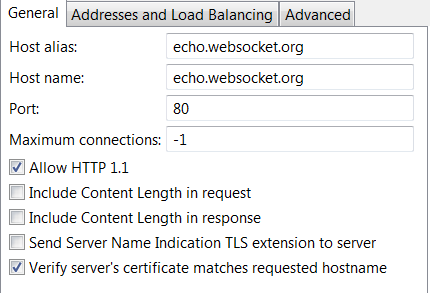 General Addresses and Load Balancing Advanced
Host alias: echo.websocket.org
Host name: echo.websocket.org
Port: 80
Maximum connections: -1
Allow HTTP 1.1
Include Content Length in request
Include Content Length in response
Send Server Name Indication TLS extension to server
Verify server's certificate matches requested hostname